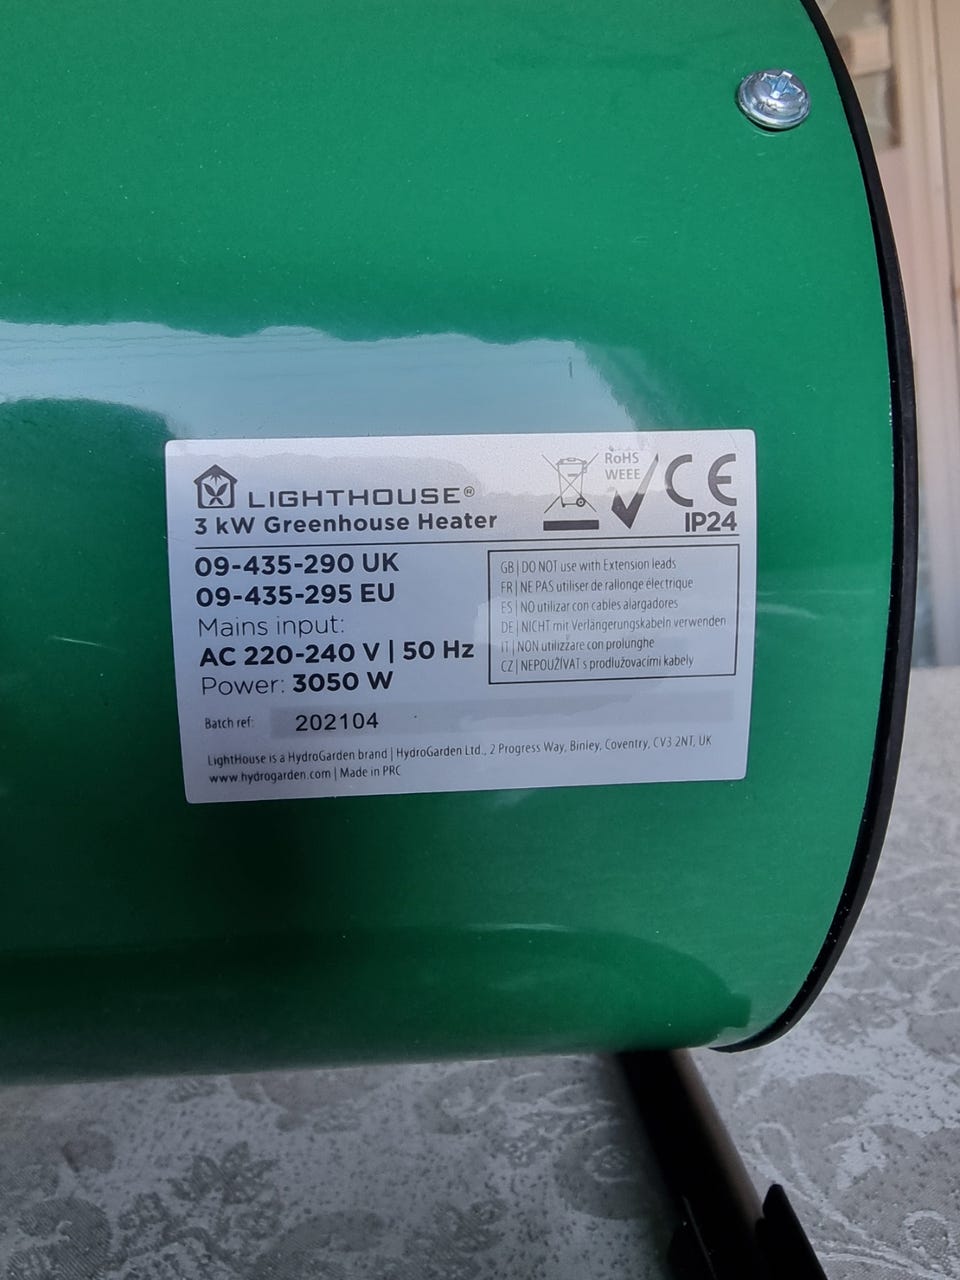 LIGHTHOUSE®
3 kW Greenhouse Heater
RoHS
WEEE
CE
IP24
09-435-290 UK
09-435-295 EU
Mains input:
AC 220-240 V | 50 Hz
Power: 3050 W
GB | DO NOT use with Extension leads
FR | NE PAS utiliser de rallonge électrique
ES | NO utilizar con cables alargadores
DE | NICHT mit Verlängerungskabeln verwenden
IT | NON utilizzare con prolunghe
CZ | NEPOUŽÍVAT s prodlužovacími kabely
Batch ref: 202104
LightHouse is a HydroGarden brand | HydroGarden Ltd., 2 Progress Way, Binley, Coventry, CV3 2NT, UK
www.hydrogarden.com | Made in PRC